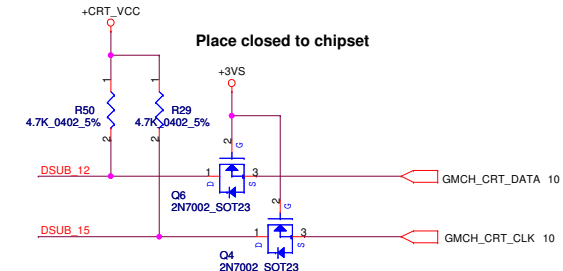 +CRT_VCC
Place closed to chipset
+3VS
1
1
R50
4.7K_0402_5%
R29
4.7K_0402_5%
2
2
2
G
2
G
DSUB_12
1
3
D
S
GMCH_CRT_DATA 10
Q6
2N7002_SOT23
DSUB_15
1
3
D
S
GMCH_CRT_CLK 10
Q4
2N7002_SOT23